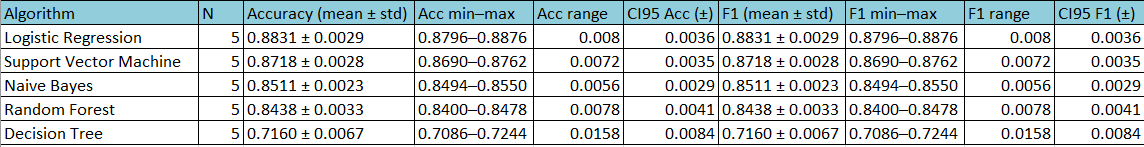 Algorithm N Accuracy (mean ± std) Acc min–max Acc range CI95 Acc (±) F1 (mean ± std) F1 min–max F1 range CI95 F1 (±)
Logistic Regression 5 0.8831 ± 0.0029 0.8796–0.8876 0.008 0.0036 0.8831 ± 0.0029 0.8796–0.8876 0.008 0.0036
Support Vector Machine 5 0.8718 ± 0.0028 0.8690–0.8762 0.0072 0.0035 0.8718 ± 0.0028 0.8690–0.8762 0.0072 0.0035
Naive Bayes 5 0.8511 ± 0.0023 0.8494–0.8550 0.0056 0.0029 0.8511 ± 0.0023 0.8494–0.8550 0.0056 0.0029
Random Forest 5 0.8438 ± 0.0033 0.8400–0.8478 0.0078 0.0041 0.8438 ± 0.0033 0.8400–0.8478 0.0078 0.0041
Decision Tree 5 0.7160 ± 0.0067 0.7086–0.7244 0.0158 0.0084 0.7160 ± 0.0067 0.7086–0.7244 0.0158 0.0084